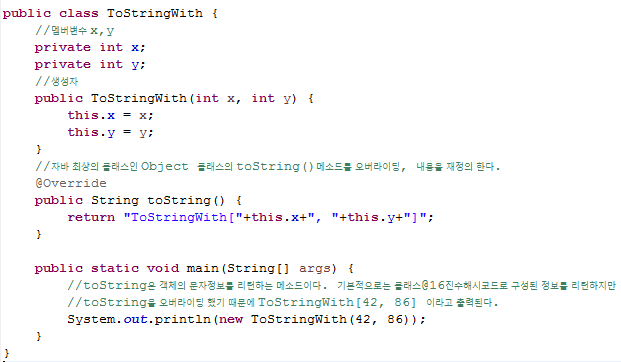 public class ToStringWith {
//멤버변수 x,y
private int x;
private int y;
//생성자
public ToStringWith(int x, int y) {
this.x = x;
this.y = y;
}
//자바 최상의 클래스인 Object 클래스의 toString()메소드를 오버라이팅, 내용을 재정의 한다.
@Override
public String toString() {
return "ToStringWith["+this.x+", "+this.y+"]";
}
public static void main(String[] args) {
//toString은 객체의 문자정보를 리턴하는 메소드이다. 기본적으로는 클래스@16진수해시코드로 구성된 정보를 리턴하지만
//toString을 오버라이팅 했기 때문에 ToStringWith[42, 86] 이라고 출력된다.
System.out.println(new ToStringWith(42, 86));
}
}